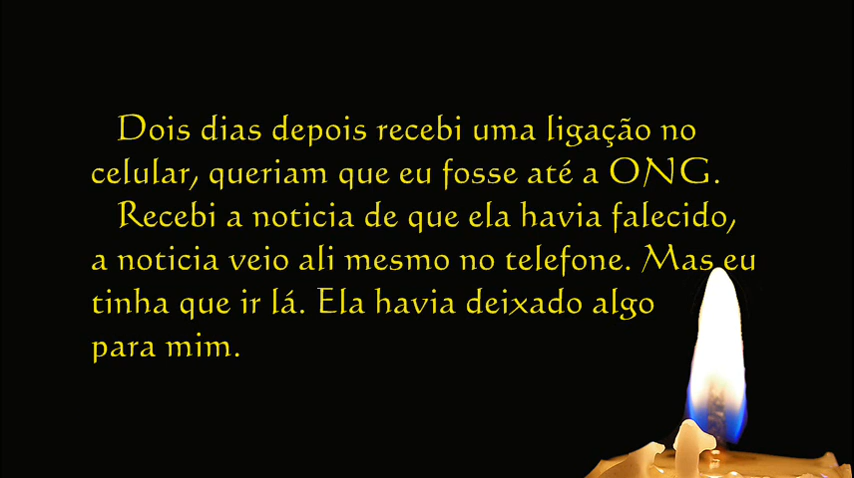 Dois dias depois recebi uma ligação no
celular, queriam que eu fosse até a ONG.
Recebi a noticia de que ela havia falecido,
a noticia veio ali mesmo no telefone. Mas eu
tinha que ir lá. Ela havia deixado algo
para mim.